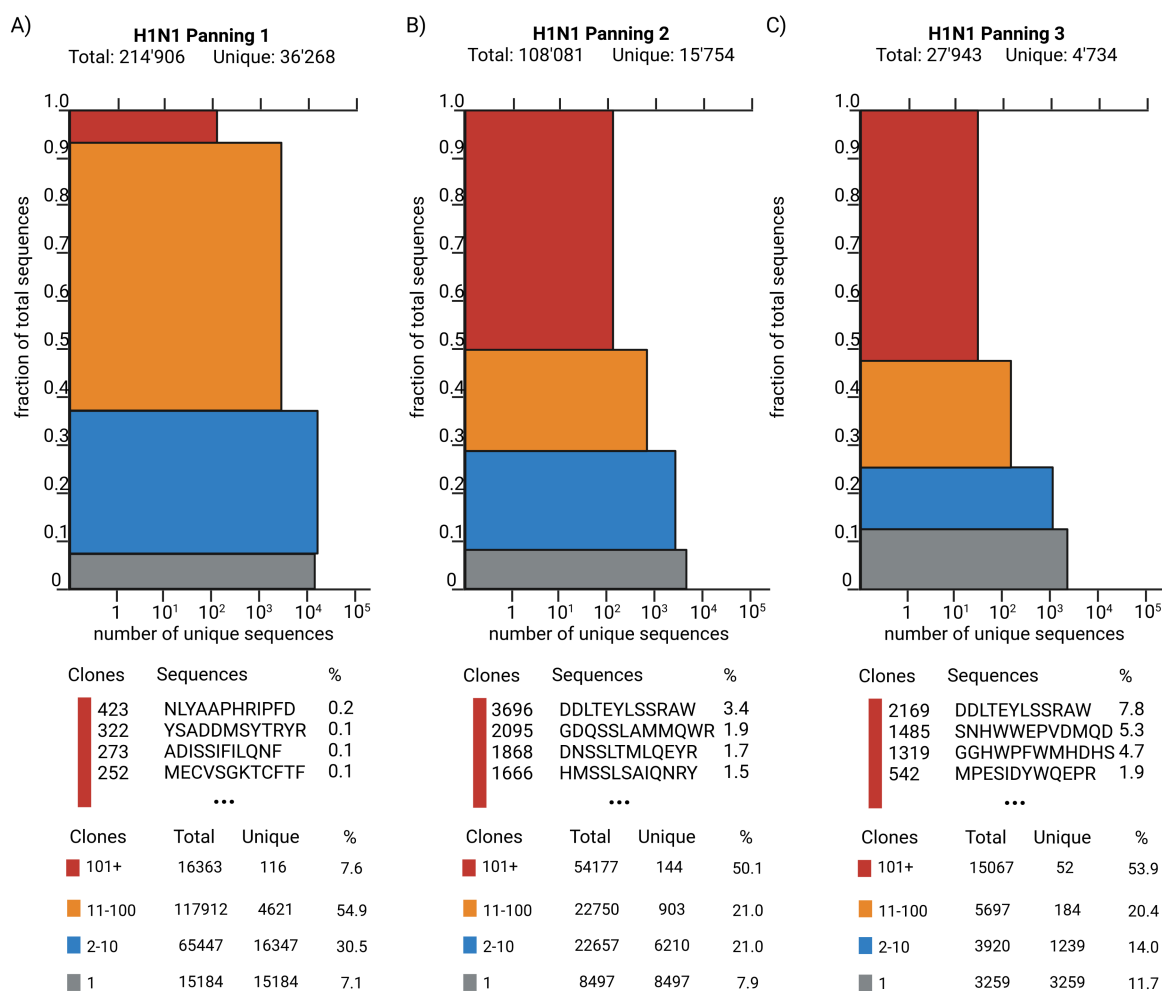 A)
H1N1 Panning 1
Total: 214'906 Unique: 36'268
1.0
0.9
0.8
0.7
0.6
0.5
0.4
0.3
0.2
0.1
0
fraction of total sequences
1 10¹ 10² 10³ 10⁴ 10⁵
number of unique sequences
Clones Sequences %
423 NLYAAPHRIPFD 0.2
322 YSADDMSYTRYR 0.1
273 ADISSIFILQNF 0.1
252 MECVSGKTCFTF 0.1
...
Clones Total Unique %
101+ 16363 116 7.6
11-100 117912 4621 54.9
2-10 65447 16347 30.5
1 15184 15184 7.1
B)
H1N1 Panning 2
Total: 108'081 Unique: 15'754
1.0
0.9
0.8
0.7
0.6
0.5
0.4
0.3
0.2
0.1
0
fraction of total sequences
1 10¹ 10² 10³ 10⁴ 10⁵
number of unique sequences
Clones Sequences %
3696 DDLTEYLSSRAW 3.4
2095 GDQSSLAMMQWR 1.9
1868 DNSSLTMLQEYR 1.7
1666 HMSSLSAIQNRY 1.5
...
Clones Total Unique %
101+ 54177 144 50.1
11-100 22750 903 21.0
2-10 22657 6210 21.0
1 8497 8497 7.9
C)
H1N1 Panning 3
Total: 27'943 Unique: 4'734
1.0
0.9
0.8
0.7
0.6
0.5
0.4
0.3
0.2
0.1
0
fraction of total sequences
1 10¹ 10² 10³ 10⁴ 10⁵
number of unique sequences
Clones Sequences %
2169 DDLTEYLSSRAW 7.8
1485 SNHWWEPVDMQD 5.3
1319 GGHWPFWMHDHS 4.7
542 MPESIDYWQEPR 1.9
...
Clones Total Unique %
101+ 15067 52 53.9
11-100 5697 184 20.4
2-10 3920 1239 14.0
1 3259 3259 11.7